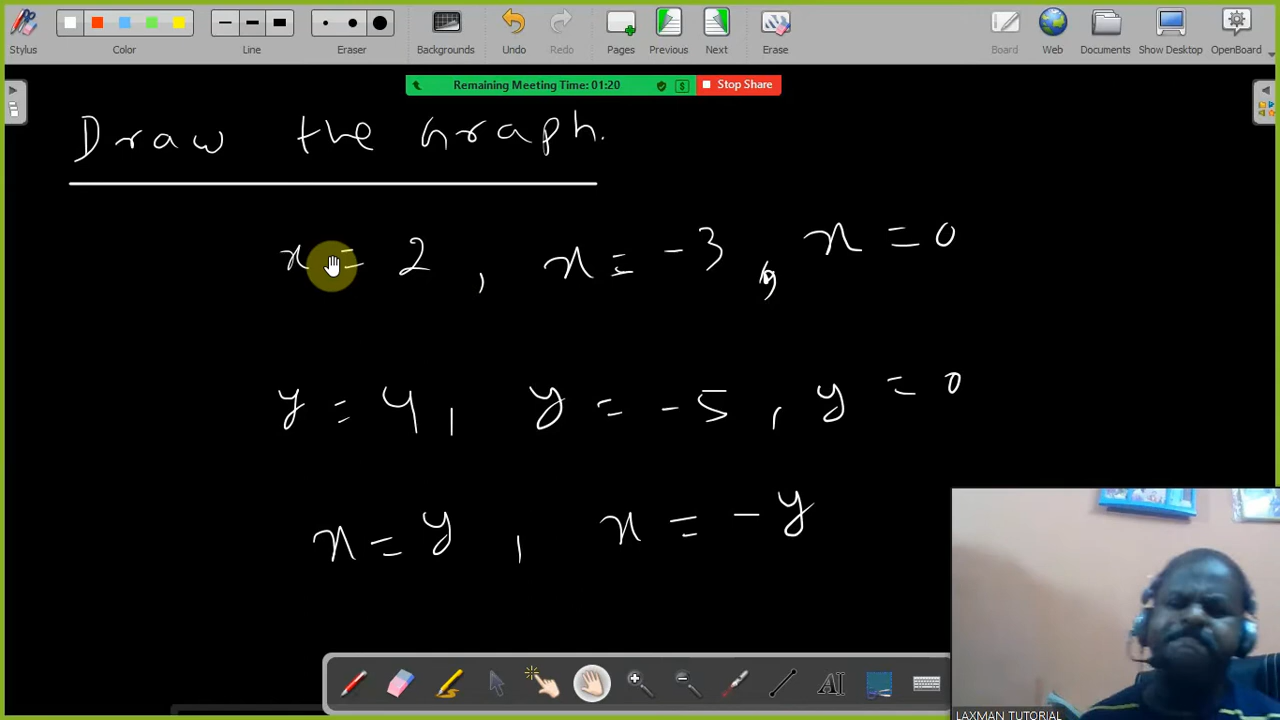 Stylus Color Line Eraser Backgrounds Undo Redo Pages Previous Next Erase Board Web Documents Show Desktop OpenBoard
Remaining Meeting Time: 01:20 Stop Share
Draw the Graph.
x = 2, x = -3, x = 0
y = 4, y = -5, y = 0
x = y, x = -y
LAXMAN TUTORIAL